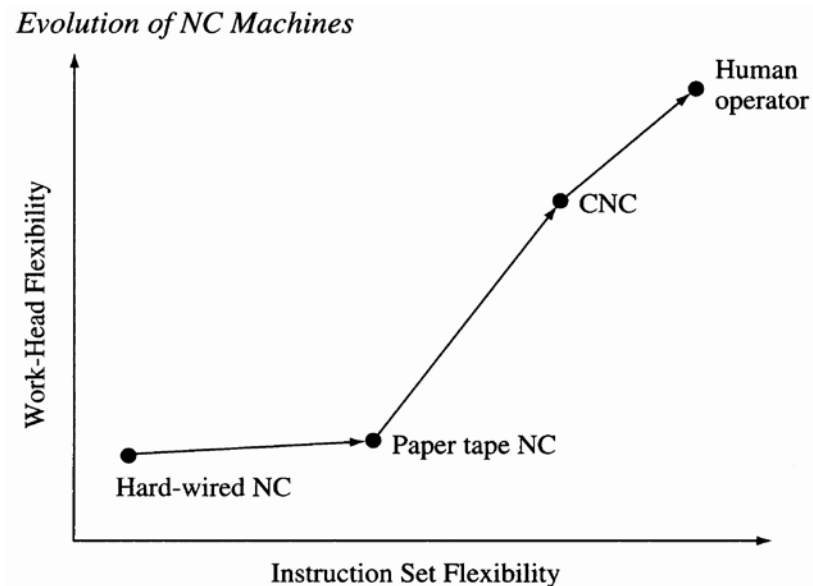 Evolution of NC Machines
Human
operator
CNC
Work-Head Flexibility
Paper tape NC
Hard-wired NC
Instruction Set Flexibility